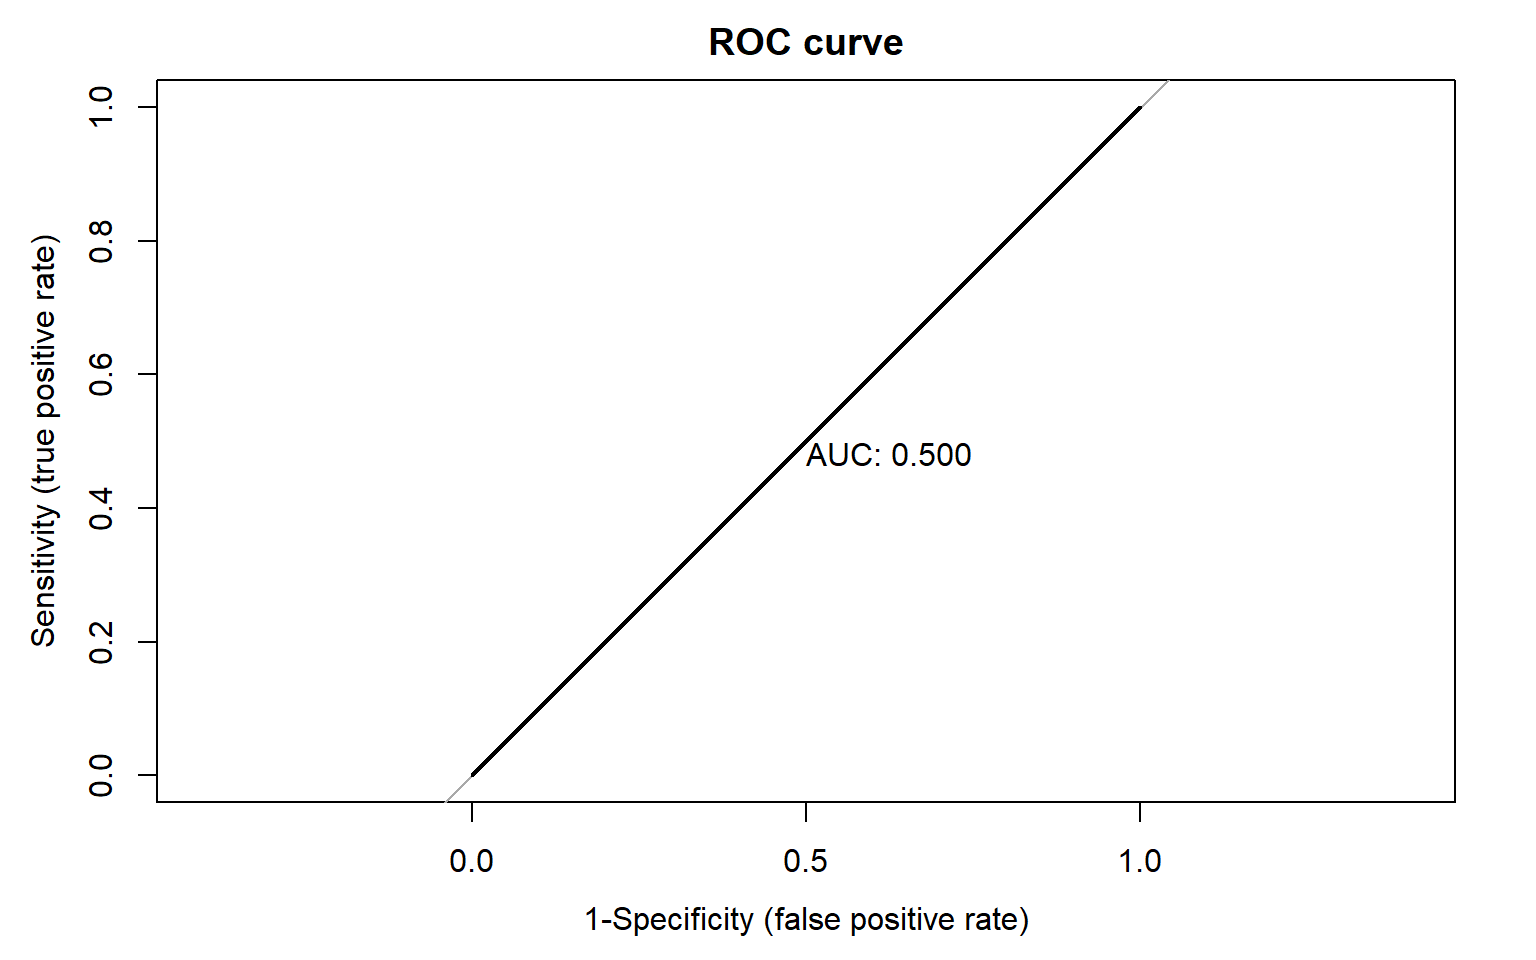 ROC curve
Sensitivity (true positive rate)
1.0
0.8
0.6
0.4
0.2
0.0
AUC: 0.500
0.0 0.5 1.0
1-Specificity (false positive rate)